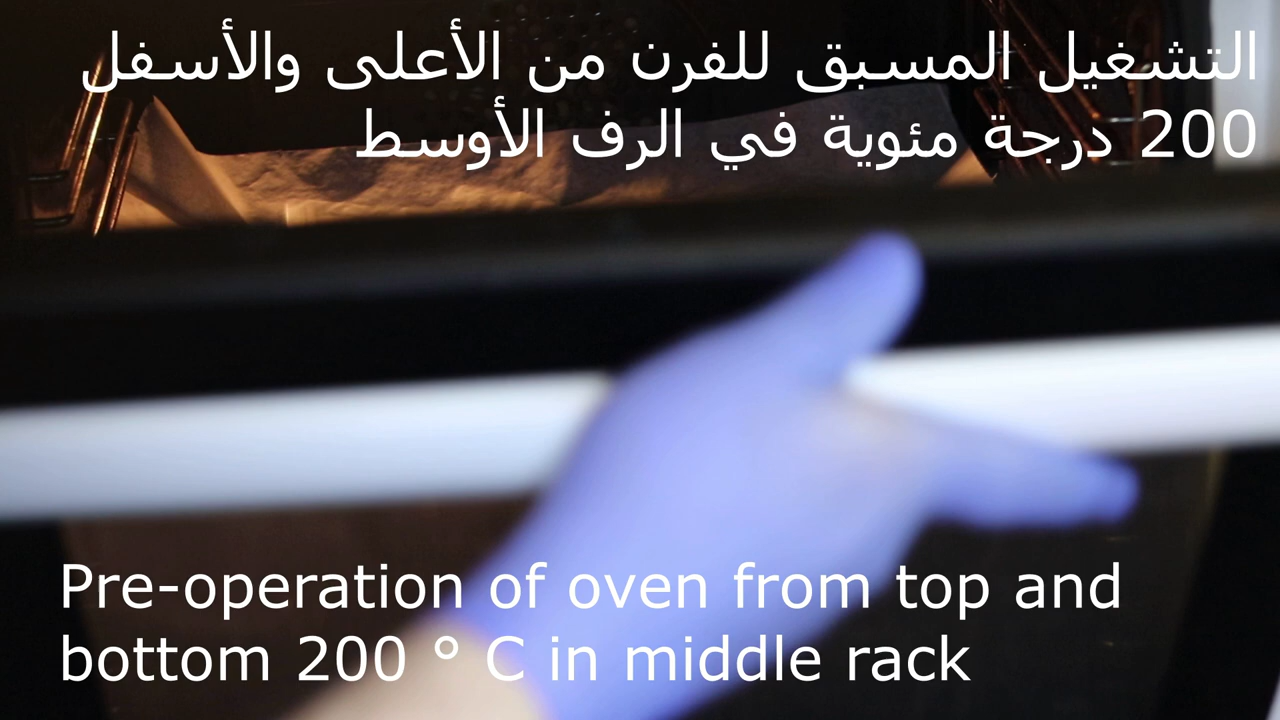 التشغيل المسبق للفرن من الأعلى والأسفل
200 درجة مئوية في الرف الأوسط
Pre-operation of oven from top and
bottom 200 ° C in middle rack